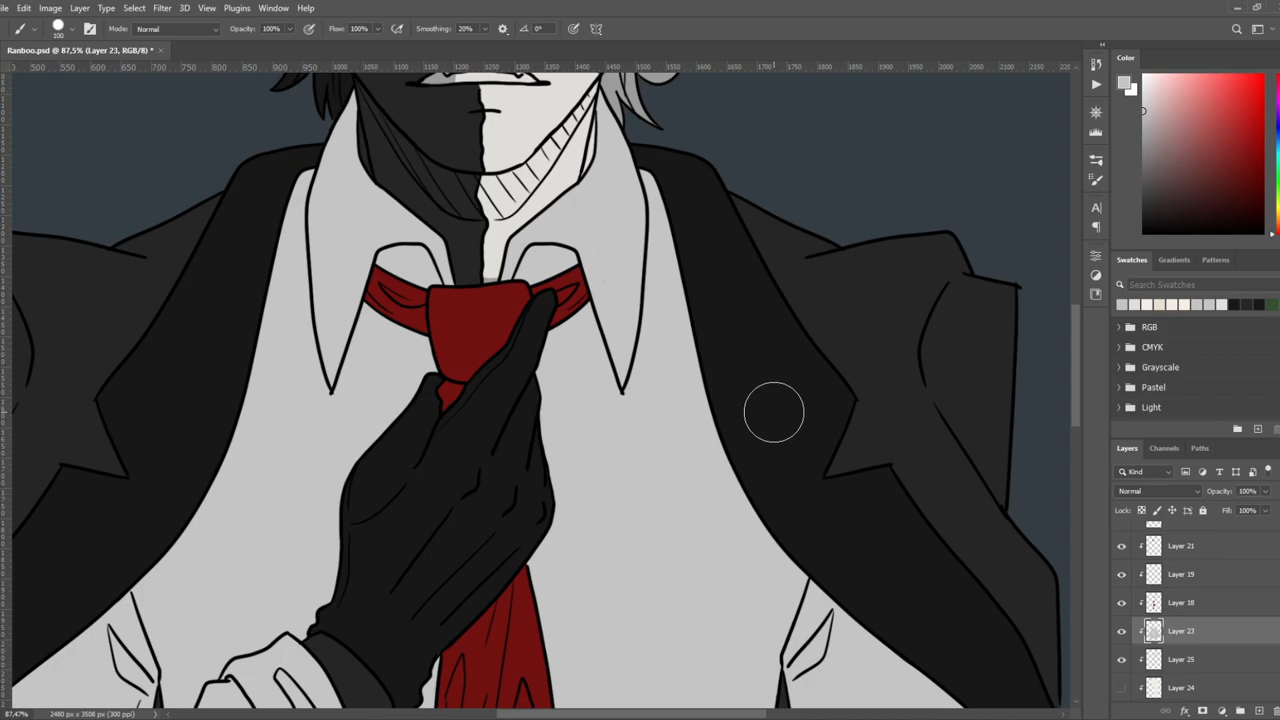 Edit Image Layer Type Select Filter 3D View Plugins Window Help
100 Mode: Normal Opacity: 100% Flow: 100% Smoothing: 20% 0°
Ranboo.psd @ 87,5% (Layer 23, RGB/8) * ×
500 550 600 650 700 750 800 850 900 950 1000 1050 1100 1150 1200 1250 1300 1350 1400 1450 1500 1550 1600 1650 1700 1750 1800 1850 1900 1950 2000 2050 2100 2150
Color
Swatches Gradients Patterns
Search Swatches
RGB
CMYK
Grayscale
Pastel
Light
Layers Channels Paths
Kind
Normal Opacity: 100%
Lock: Fill: 100%
Layer 21
Layer 19
Layer 18
Layer 23
Layer 25
Layer 24
87,47% 2480 px x 3508 px (300 ppi)